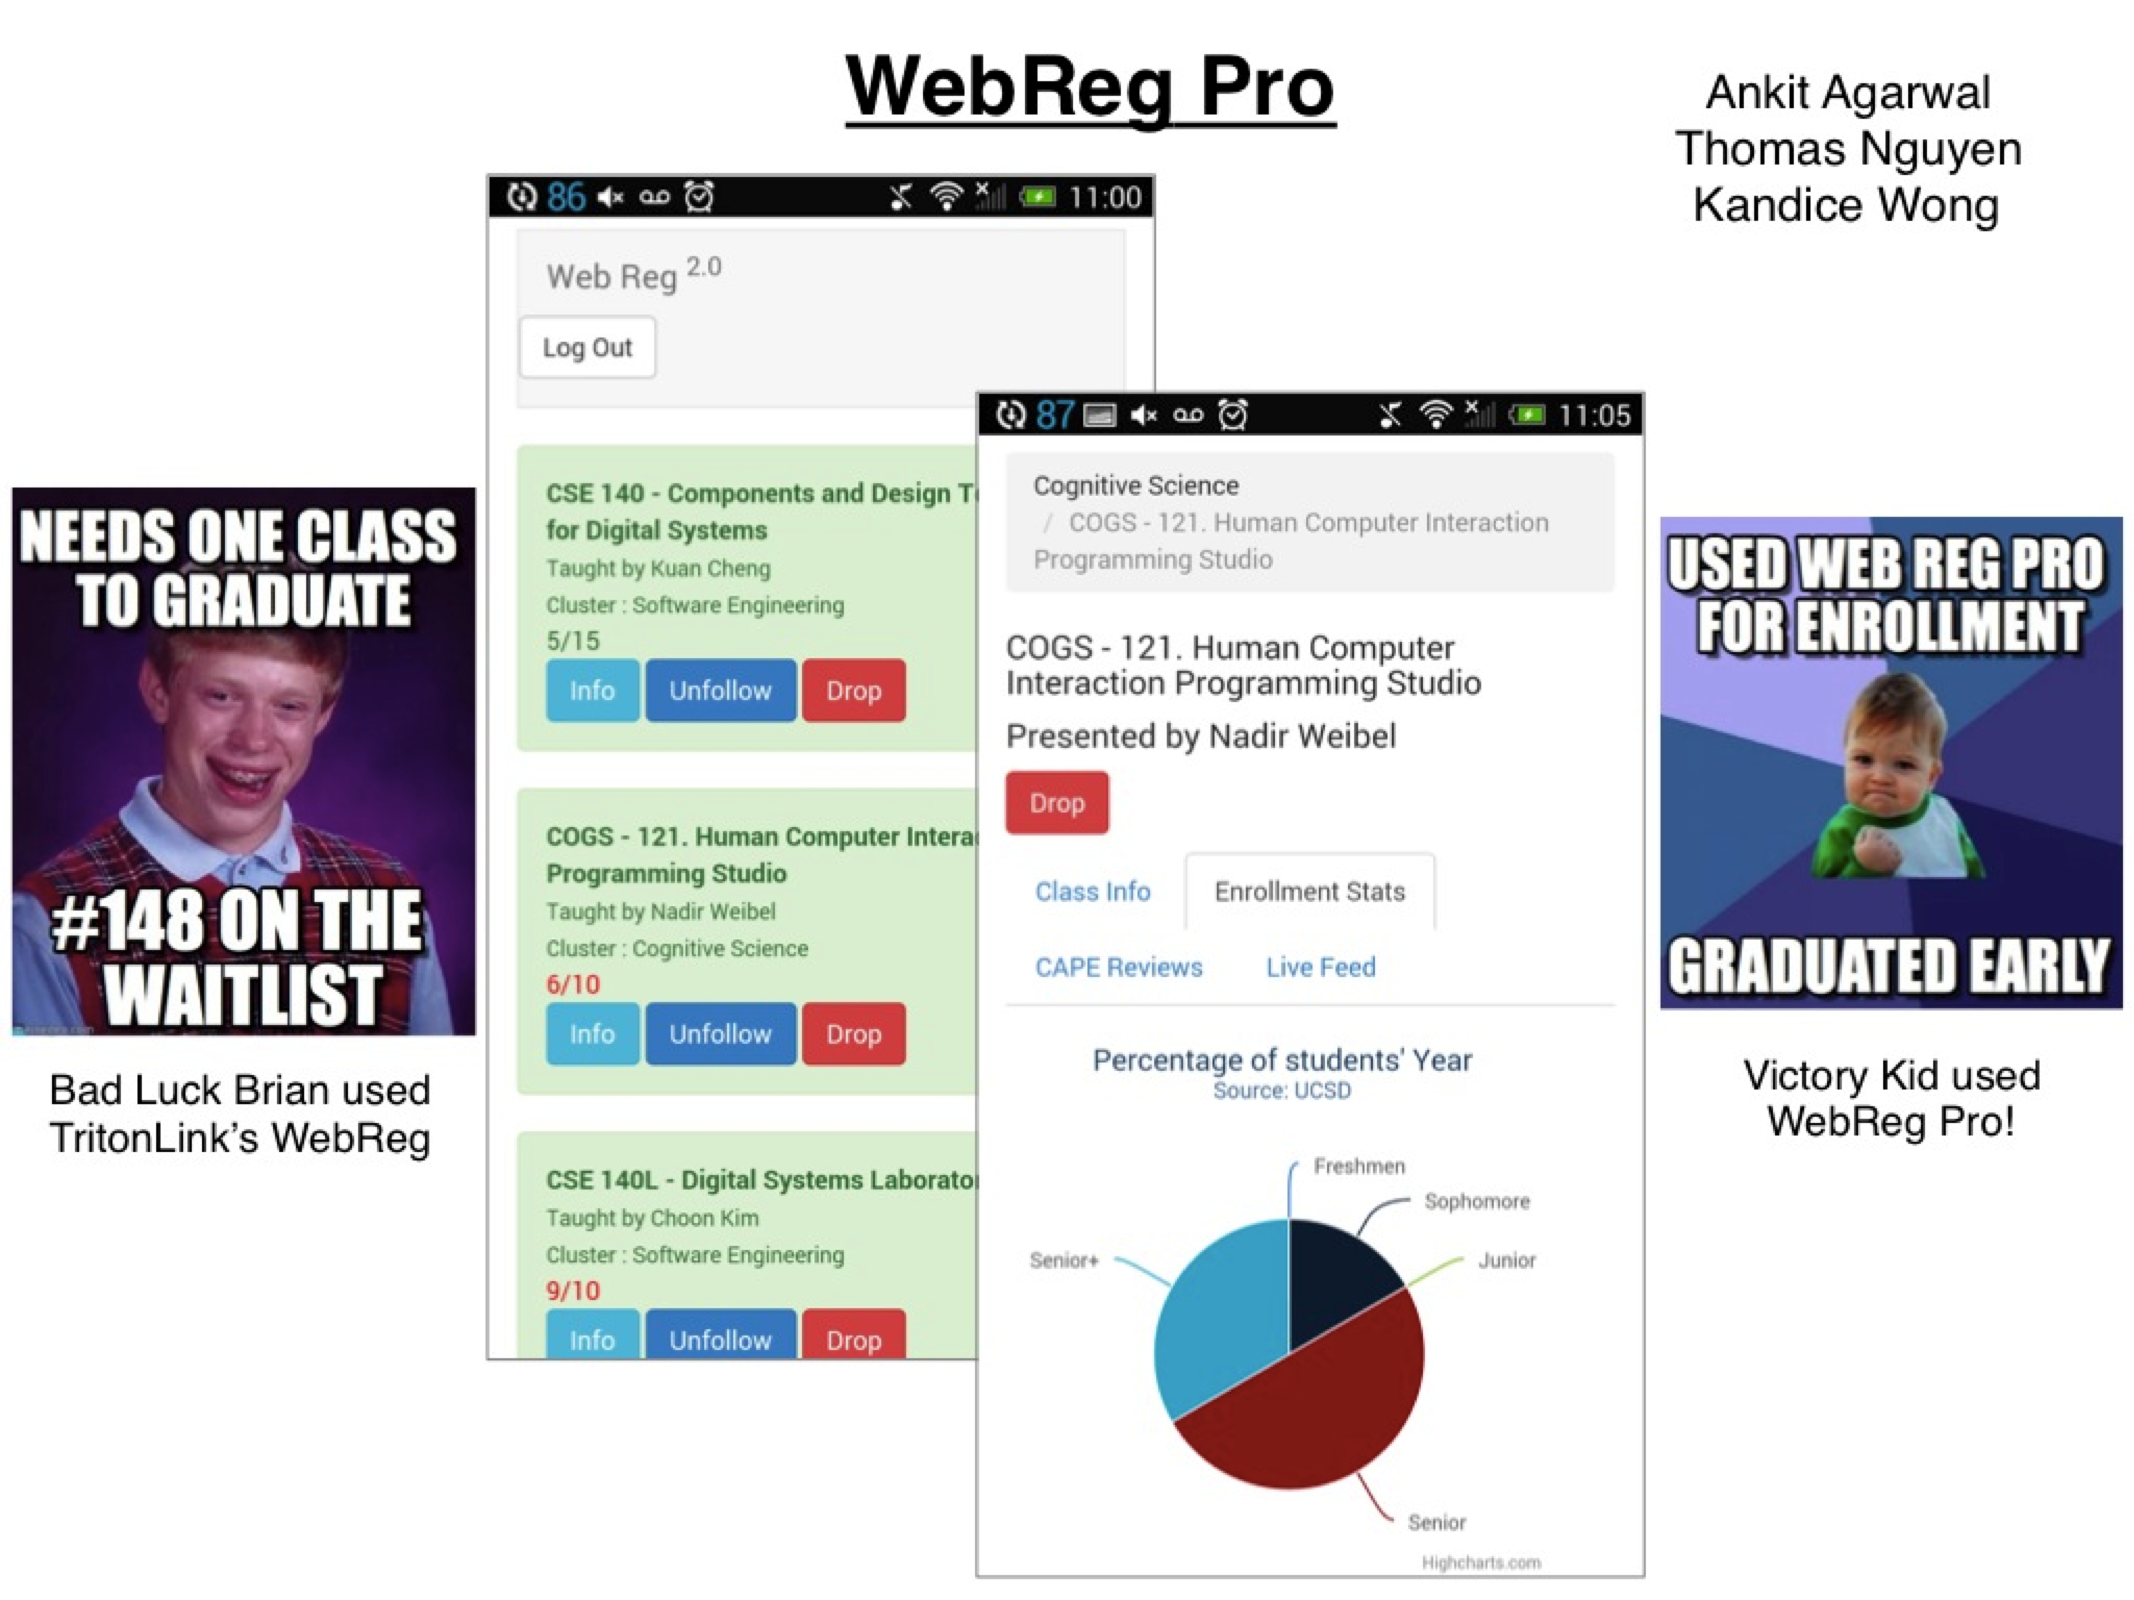 WebReg Pro
Ankit Agarwal
Thomas Nguyen
Kandice Wong
NEEDS ONE CLASS
TO GRADUATE
#148 ON THE
WAITLIST
Bad Luck Brian used
TritonLink's WebReg
86
11:00
Web Reg 2.0
Log Out
CSE 140 - Components and Design
for Digital Systems
Taught by Kuan Cheng
Cluster : Software Engineering
5/15
Info Unfollow Drop
COGS - 121. Human Computer
Programming Studio
Taught by Nadir Weibel
Cluster : Cognitive Science
6/10
Info Unfollow Drop
CSE 140L - Digital Systems
Taught by Choon Kim
Cluster : Software Engineering
9/10
Info Unfollow Drop
87
11:05
Cognitive Science
/ COGS - 121. Human Computer Interaction
Programming Studio
COGS - 121. Human Computer
Interaction Programming Studio
Presented by Nadir Weibel
Drop
Class Info Enrollment Stats
CAPE Reviews Live Feed
Percentage of students' Year
Source: UCSD
Freshmen
Sophomore
Senior+
Junior
Senior
Highcharts.com
USED WEB REG PRO
FOR ENROLLMENT
GRADUATED EARLY
Victory Kid used
WebReg Pro!